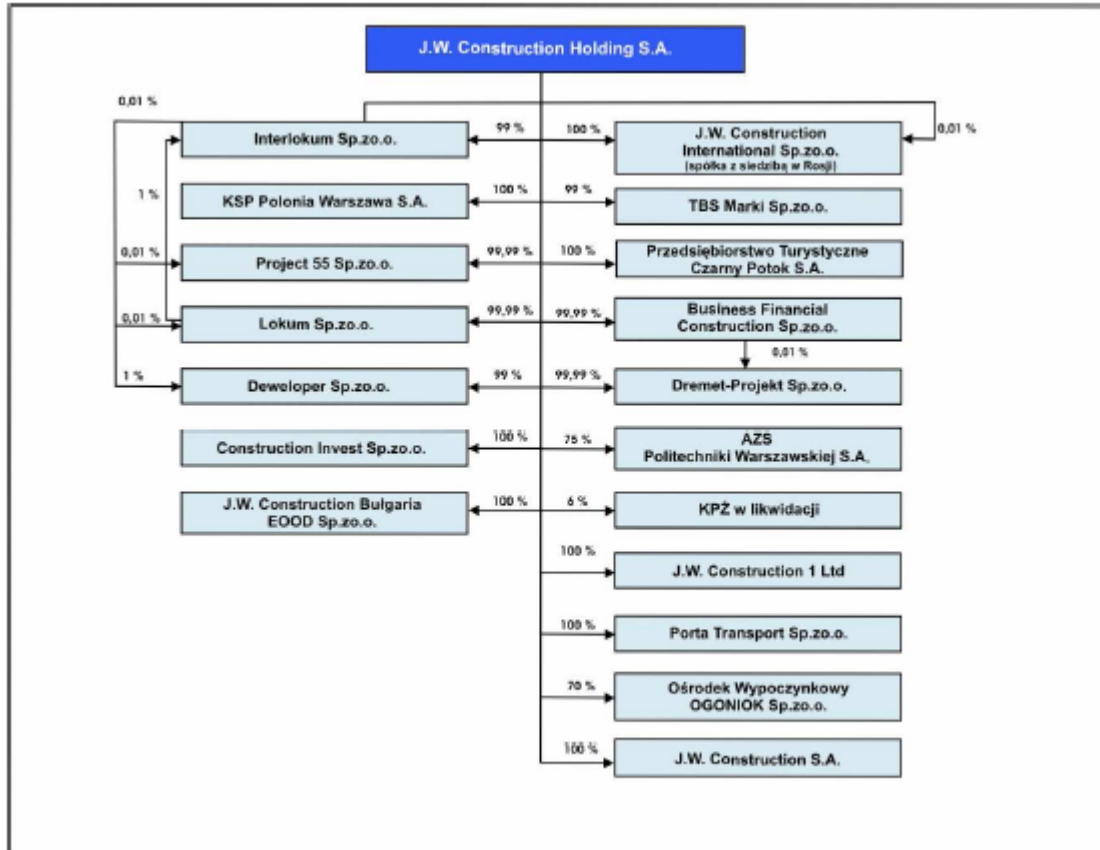 J.W. Construction Holding S.A.
0,01 %
Interlokum Sp.zo.o.
99 %
100 %
J.W. Construction
International Sp.zo.o.
(spółka z siedzibą w Rosji)
0,01 %
1 %
KSP Polonia Warszawa S.A.
100 %
99 %
TBS Marki Sp.zo.o.
0,01 %
Project 55 Sp.zo.o.
99,99 %
100 %
Przedsiębiorstwo Turystyczne
Czarny Potok S.A.
0,01 %
Lokum Sp.zo.o.
99,99 %
99,99 %
Business Financial
Construction Sp.zo.o.
0,01 %
1 %
Deweloper Sp.zo.o.
99 %
99,99 %
Dremet-Projekt Sp.zo.o.
Construction Invest Sp.zo.o.
100 %
75 %
AZS
Politechniki Warszawskiej S.A.
J.W. Construction Bułgaria
EOOD Sp.zo.o.
100 %
6 %
KPŻ w likwidacji
100 %
J.W. Construction 1 Ltd
100 %
Porta Transport Sp.zo.o.
70 %
Ośrodek Wypoczynkowy
OGONIOK Sp.zo.o.
100 %
J.W. Construction S.A.